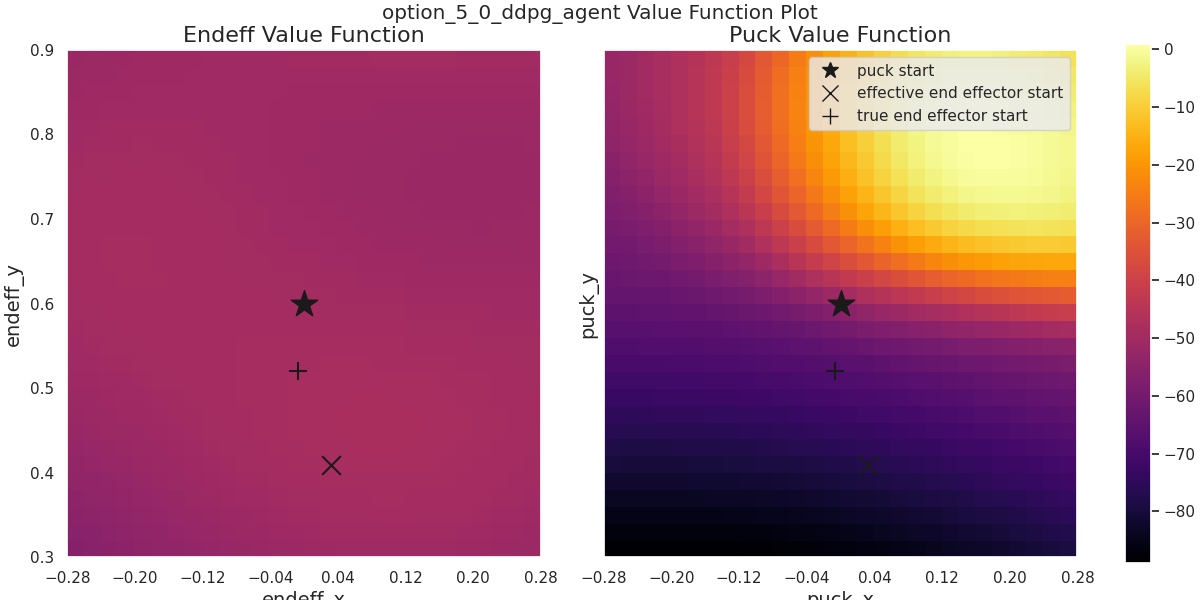 option_5_0_ddpg_agent Value Function Plot
Endeff Value Function
Puck Value Function
puck start
effective end effector start
true end effector start
endeff_y
0.9
0.8
0.7
0.6
0.5
0.4
0.3
−0.28 −0.20 −0.12 −0.04 0.04 0.12 0.20 0.28
endeff_x
puck_y
−0.28 −0.20 −0.12 −0.04 0.04 0.12 0.20 0.28
puck_x
0
−10
−20
−30
−40
−50
−60
−70
−80